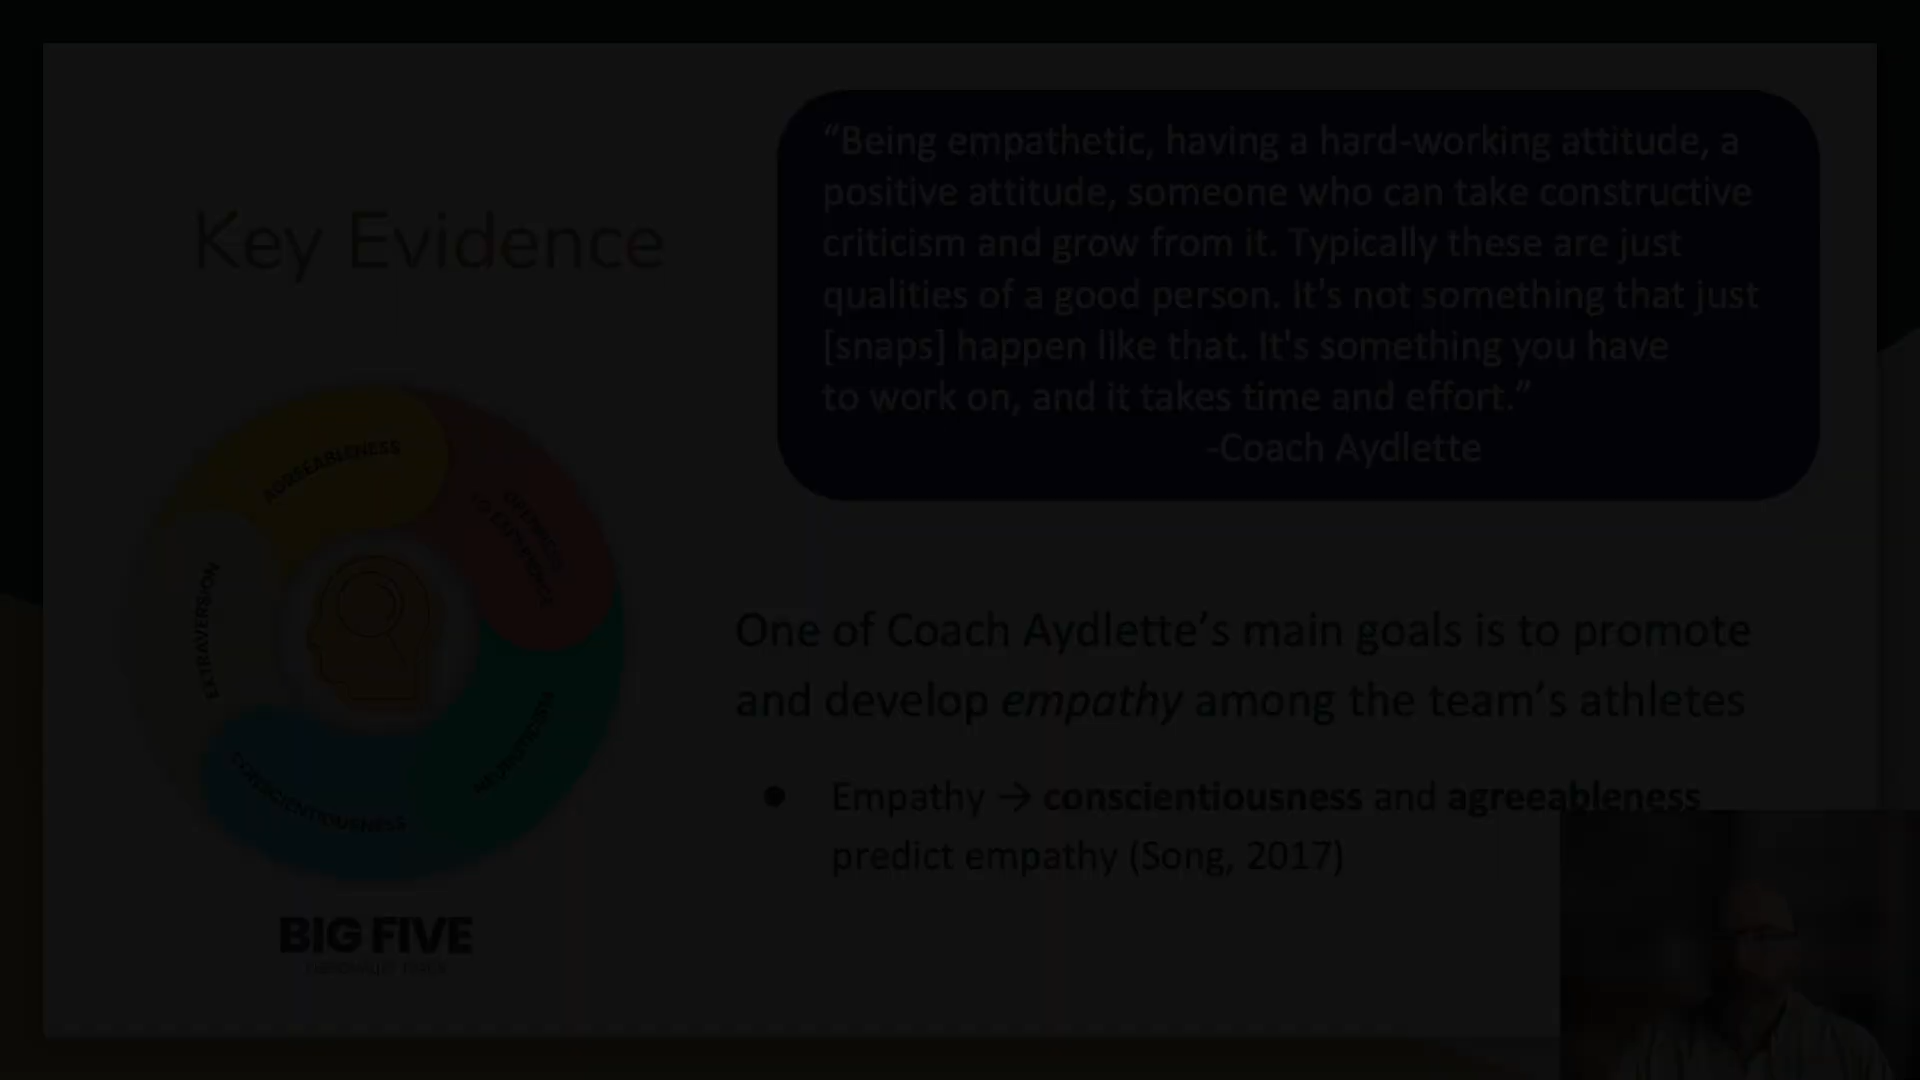 Key Evidence
“Being empathetic, having a hard-working attitude, a
positive attitude, someone who can take constructive
criticism and grow from it. Typically these are just
qualities of a good person. It's not something that just
[snaps] happen like that. It's something you have
to work on, and it takes time and effort.”
-Coach Aydlette
AGREEABLENESS
OPENNESS
TO EXPERIENCE
EXTRAVERSION
NEUROTICISM
CONSCIENTIOUSNESS
BIG FIVE
One of Coach Aydlette’s main goals is to promote
and develop empathy among the team’s athletes
● Empathy → conscientiousness and agreeableness
predict empathy (Song, 2017)